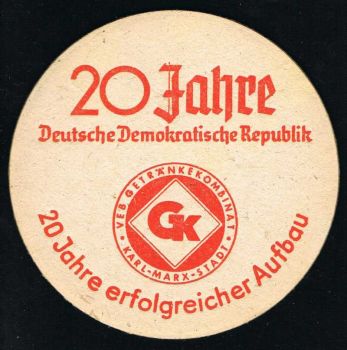 20 Jahre
Deutsche Demokratische Republik
VEB GETRÄNKEKOMBINAT
GK
KARL-MARX-STADT
20 Jahre erfolgreicher Aufbau